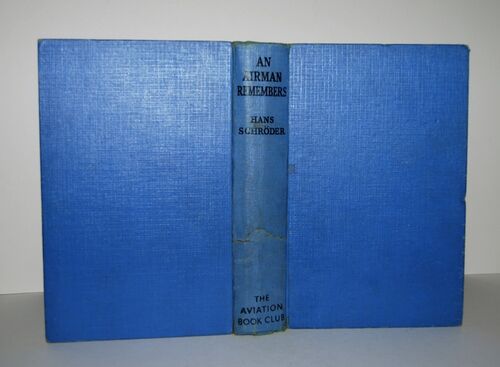 AN
AIRMAN
REMEMBERS
HANS
SCHRÖDER
THE
AVIATION
BOOK CLUB